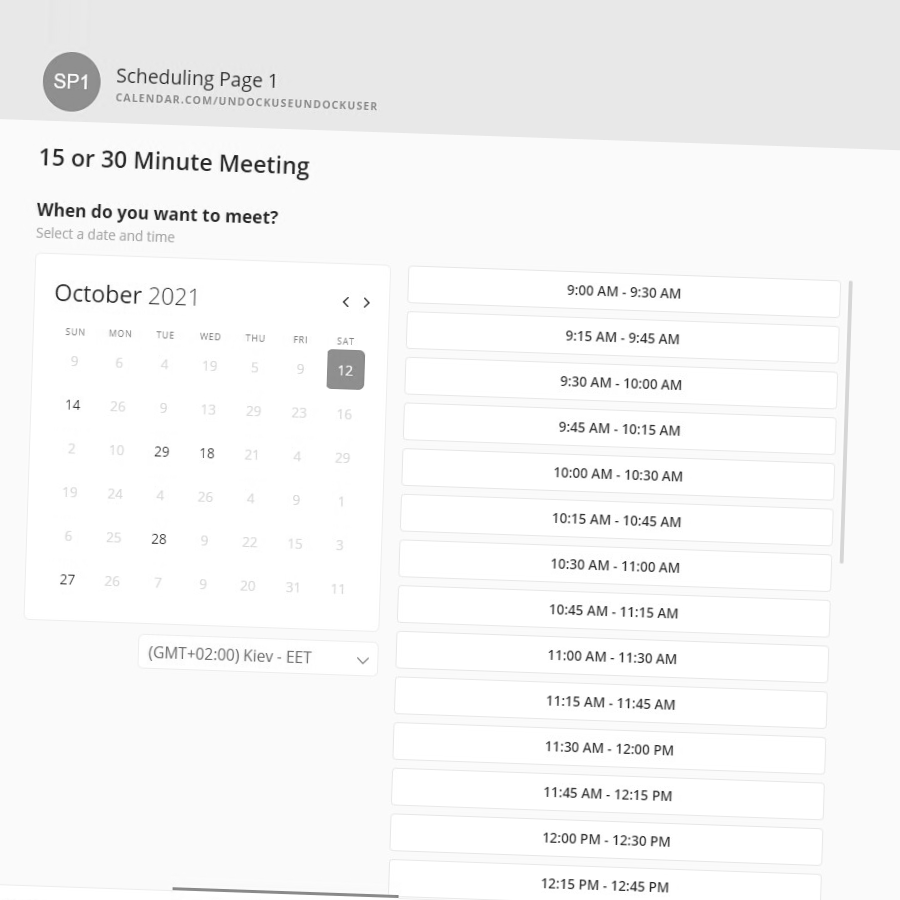 SP1
Scheduling Page 1
CALENDAR.COM/UNDOCKUSEUNDOCKUSER
15 or 30 Minute Meeting
When do you want to meet?
Select a date and time
October 2021
SUN MON TUE WED THU FRI SAT
9 6 4 19 5 9 12
14 26 9 13 29 23 16
2 10 29 18 21 4 29
19 24 4 26 4 9 1
6 25 28 9 22 15 3
27 26 7 9 20 31 11
(GMT+02:00) Kiev - EET
9:00 AM - 9:30 AM
9:15 AM - 9:45 AM
9:30 AM - 10:00 AM
9:45 AM - 10:15 AM
10:00 AM - 10:30 AM
10:15 AM - 10:45 AM
10:30 AM - 11:00 AM
10:45 AM - 11:15 AM
11:00 AM - 11:30 AM
11:15 AM - 11:45 AM
11:30 AM - 12:00 PM
11:45 AM - 12:15 PM
12:00 PM - 12:30 PM
12:15 PM - 12:45 PM